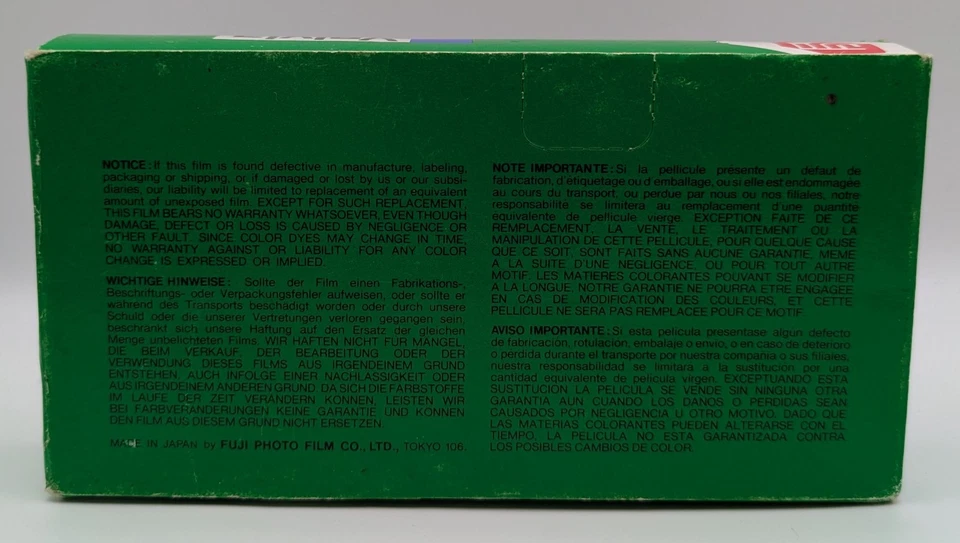 NOTICE: If this film is found defective in manufacture, labeling,
packaging or shipping, or if damaged or lost by us or our subsi-
diaries, our liability will be limited to replacement of an equivalent
amount of unexposed film. EXCEPT FOR SUCH REPLACEMENT,
THIS FILM BEARS NO WARRANTY WHATSOEVER, EVEN THOUGH
DAMAGE, DEFECT OR LOSS IS CAUSED BY NEGLIGENCE OR
OTHER FAULT. SINCE COLOR DYES MAY CHANGE IN TIME,
NO WARRANTY AGAINST OR LIABILITY FOR ANY COLOR
CHANGE IS EXPRESSED OR IMPLIED.
WICHTIGE HINWEISE: Sollte der Film einen Fabrikations-,
Beschriftungs- oder Verpackungsfehler aufweisen, oder sollte er
während des Transports beschädigt worden oder durch unsere
Schuld oder die unserer Vertretungen verloren gegangen sein,
beschränkt sich unsere Haftung auf den Ersatz der gleichen
Menge unbelichteten Films. WIR HAFTEN NICHT FÜR MÄNGEL,
DIE BEIM VERKAUF, DER BEARBEITUNG ODER DER
VERWENDUNG DIESES FILMS AUS IRGENDEINEM GRUND
ENTSTEHEN, AUCH INFOLGE EINER NACHLÄSSIGKEIT ODER
AUS IRGENDEINEM ANDEREN GRUND. DA SICH DIE FARBSTOFFE
IM LAUFE DER ZEIT VERÄNDERN KÖNNEN, LEISTEN WIR
BEI FARBVERÄNDERUNGEN KEINE GARANTIE UND KÖNNEN
DEN FILM AUS DIESEM GRUND NICHT ERSETZEN.
MADE IN JAPAN by FUJI PHOTO FILM CO., LTD., TOKYO 106.
NOTE IMPORTANTE: Si la pellicule présente un défaut de
fabrication, d'etiquetage ou d'emballage, ou si elle est endommagée
au cours du transport, ou perdue par nous ou nos filiales, notre
responsabilité se limitera au remplacement d'une quantité
équivalente de pellicule vierge. EXCEPTION FAITE DE CE
REMPLACEMENT, LA VENTE, LE TRAITEMENT OU LA
MANIPULATION DE CETTE PELLICULE, POUR QUELQUE CAUSE
QUE CE SOIT, SONT FAITS SANS AUCUNE GARANTIE, MEME
A LA SUITE D'UNE NEGLIGENCE, OU POUR TOUT AUTRE
MOTIF. LES MATIERES COLORANTES POUVANT SE MODIFIER
A LA LONGUE, NOTRE GARANTIE NE POURRA ETRE ENGAGEE
EN CAS DE MODIFICATION DES COULEURS, ET CETTE
PELLICULE NE SERA PAS REMPLACEE POUR CE MOTIF.
AVISO IMPORTANTE: Si esta película presentase algún defecto
de fabricación, rotulación, embalaje o envío, o en caso de deterioro
o perdida durante el transporte por nuestra compañía o sus filiales,
nuestra responsabilidad se limitará a la sustitución por una
cantidad equivalente de película virgen. EXCEPTUANDO ESTA
SUSTITUCION LA PELICULA SE VENDE SIN NINGUNA OTRA
GARANTIA AUN CUANDO LOS DAÑOS O PERDIDAS SEAN
CAUSADOS POR NEGLIGENCIA U OTRO MOTIVO. DADO QUE
LAS MATERIAS COLORANTES PUEDEN ALTERARSE CON EL
TIEMPO, LA PELICULA NO ESTA GARANTIZADA CONTRA
LOS POSIBLES CAMBIOS DE COLOR.